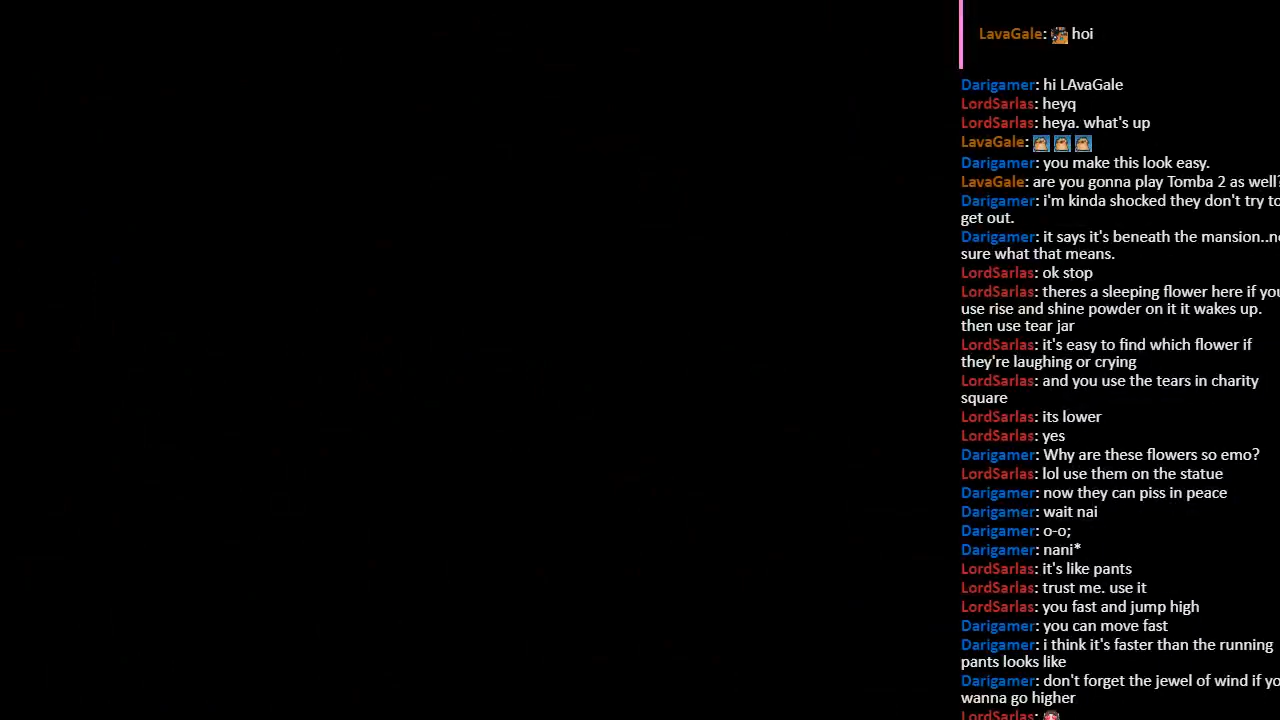 LavaGale: hoi
Darigamer: hi LAvaGale
LordSarlas: heyq
LordSarlas: heya. what's up
LavaGale:
Darigamer: you make this look easy.
LavaGale: are you gonna play Tomba 2 as well?
Darigamer: i'm kinda shocked they don't try to
get out.
Darigamer: it says it's beneath the mansion..
sure what that means.
LordSarlas: ok stop
LordSarlas: theres a sleeping flower here if you
use rise and shine powder on it it wakes up.
then use tear jar
LordSarlas: it's easy to find which flower if
they're laughing or crying
LordSarlas: and you use the tears in charity
square
LordSarlas: its lower
LordSarlas: yes
Darigamer: Why are these flowers so emo?
LordSarlas: lol use them on the statue
Darigamer: now they can piss in peace
Darigamer: wait nai
Darigamer: o-o;
Darigamer: nani*
LordSarlas: it's like pants
LordSarlas: trust me. use it
LordSarlas: you fast and jump high
Darigamer: you can move fast
Darigamer: i think it's faster than the running
pants looks like
Darigamer: don't forget the jewel of wind if yo
wanna go higher
LordSarlas: